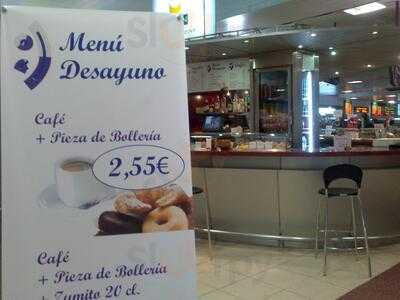 Menú
Desayuno
Café
+ Pieza de Bollería
2,55€
Café
+ Pieza de Bollería
+ Zumito 20 cl.